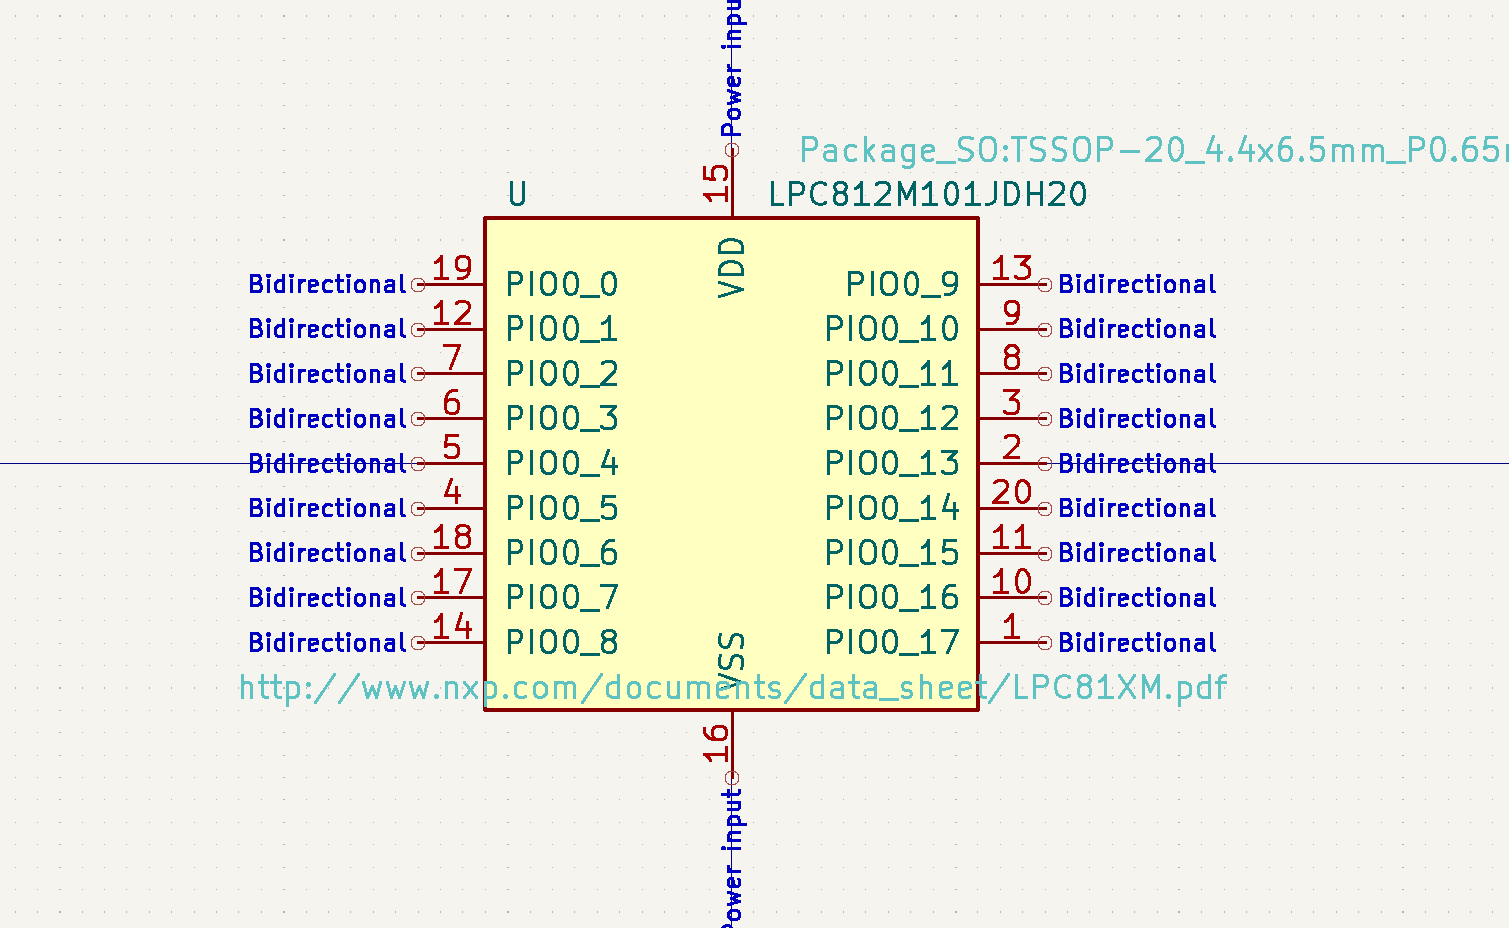 Power inpu
Package_SO:TSSOP-20_4.4x6.5mm_P0.65
15
U
LPC812M101JDH20
VDD
Bidirectional 19 PIO0_0 PIO0_9 13 Bidirectional
Bidirectional 12 PIO0_1 PIO0_10 9 Bidirectional
Bidirectional 7 PIO0_2 PIO0_11 8 Bidirectional
Bidirectional 6 PIO0_3 PIO0_12 3 Bidirectional
Bidirectional 5 PIO0_4 PIO0_13 2 Bidirectional
Bidirectional 4 PIO0_5 PIO0_14 20 Bidirectional
Bidirectional 18 PIO0_6 PIO0_15 11 Bidirectional
Bidirectional 17 PIO0_7 PIO0_16 10 Bidirectional
Bidirectional 14 PIO0_8 PIO0_17 1 Bidirectional
VSS
http://www.nxp.com/documents/data_sheet/LPC81XM.pdf
16
Power input